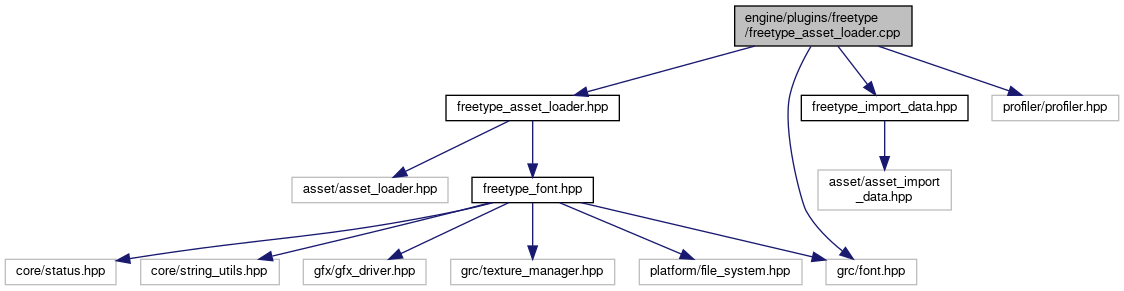 engine/plugins/freetype
/freetype_asset_loader.cpp
freetype_asset_loader.hpp
freetype_import_data.hpp
profiler/profiler.hpp
asset/asset_loader.hpp
freetype_font.hpp
asset/asset_import
_data.hpp
core/status.hpp
core/string_utils.hpp
gfx/gfx_driver.hpp
grc/texture_manager.hpp
platform/file_system.hpp
grc/font.hpp